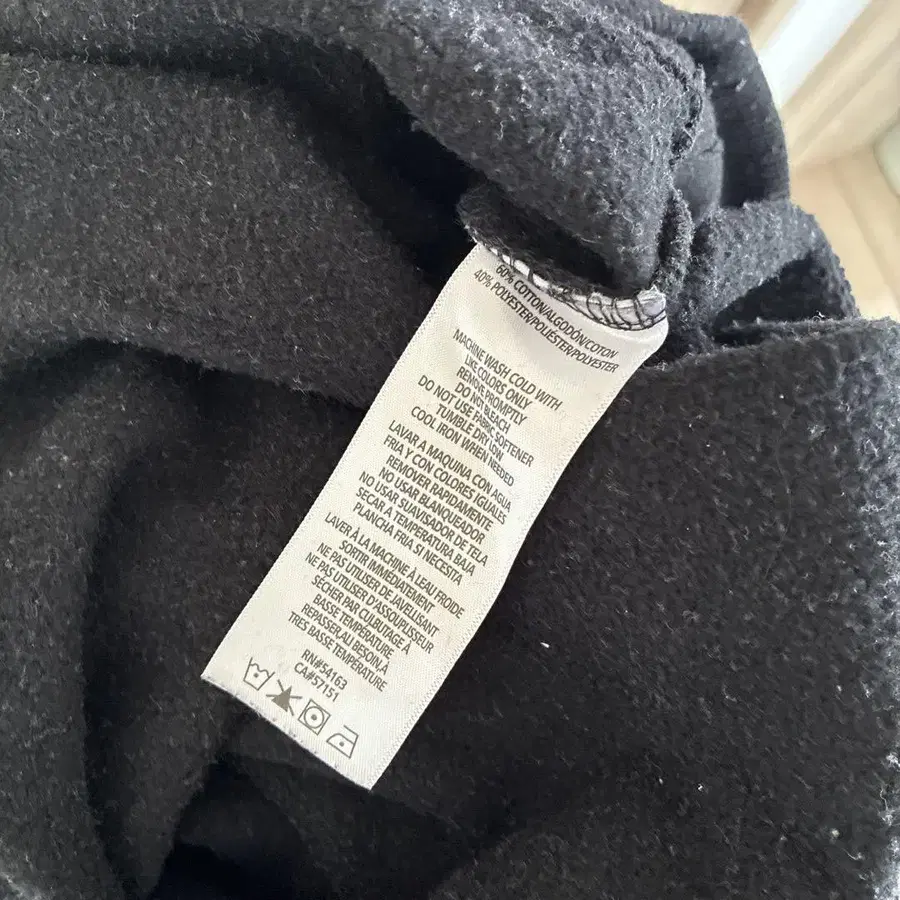 60% COTTON/ALGODÓN/COTON
40% POLYESTER/POLIÉSTER/POLYESTER
MACHINE WASH COLD WITH
LIKE COLORS ONLY
REMOVE PROMPTLY
DO NOT BLEACH
DO NOT USE FABRIC SOFTENER
TUMBLE DRY LOW
COOL IRON WHEN NEEDED
LAVAR A MAQUINA CON AGUA
FRIA Y CON COLORES IGUALES
REMOVER RAPIDAMENTE
NO USAR BLANQUEADOR
NO USAR SUAVISADOR DE TELA
SECAR A TEMPERATURA BAJA
PLANCHA FRIA SI NECESITA
LAVER À LA MACHINE À L'EAU FROIDE
SORTIR IMMÉDIATEMENT
NE PAS UTILISER DE JAVELLISANT
NE PAS UTILISER D'ASSOUPLISSEUR
SÉCHER PAR CULBUTAGE À
BASSE TEMPÉRATURE
REPASSER,AU BESOIN,À
TRÈS BASSE TEMPÉRATURE
RN#54163
CA#57151